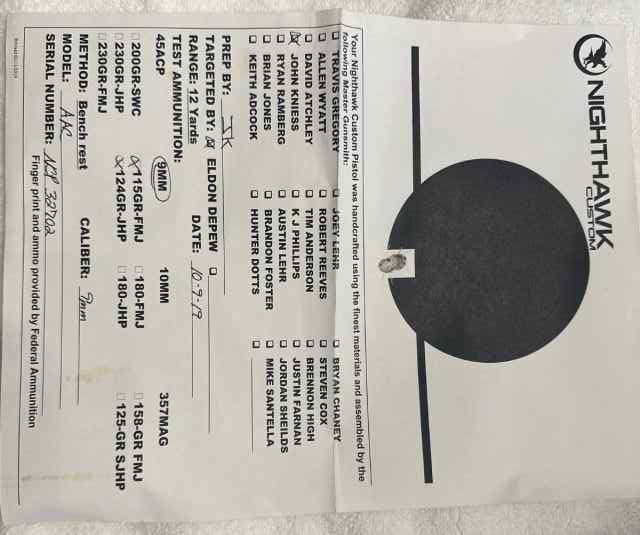 NIGHTHAWK
CUSTOM
Your Nighthawk Custom Pistol was handcrafted using the finest materials and assembled by the
following Master Gunsmith:
TRAVIS GREGORY JOEY LEHR BRYAN CHANEY
ALLEN WYATT ROBERT REEVES STEVEN COX
DAVID ATCHLEY TIM ANDERSON BRENNON HIGH
JOHN KNIESS K J PHILLIPS JUSTIN FARNAN
RYAN RAMBERG AUSTIN LEHR JORDAN SHEILDS
BRIAN JONES BRANDON FOSTER MIKE SANTELLA
KEITH ADCOCK HUNTER DOTTS
PREP BY: JK
TARGETED BY: ELDON DEPEW
RANGE: 12 Yards DATE: 10-9-19
TEST AMMUNITION:
45ACP 9MM 10MM 357MAG
200GR-SWC 115GR-FMJ 180-FMJ 158-GR FMJ
230GR-JHP 124GR-JHP 180-JHP 125-GR SJHP
230GR-FMJ
METHOD: Bench rest CALIBER: 9mm
MODEL: AAC
SERIAL NUMBER: NCP 32702
Finger print and ammo provided by Federal Ammunition